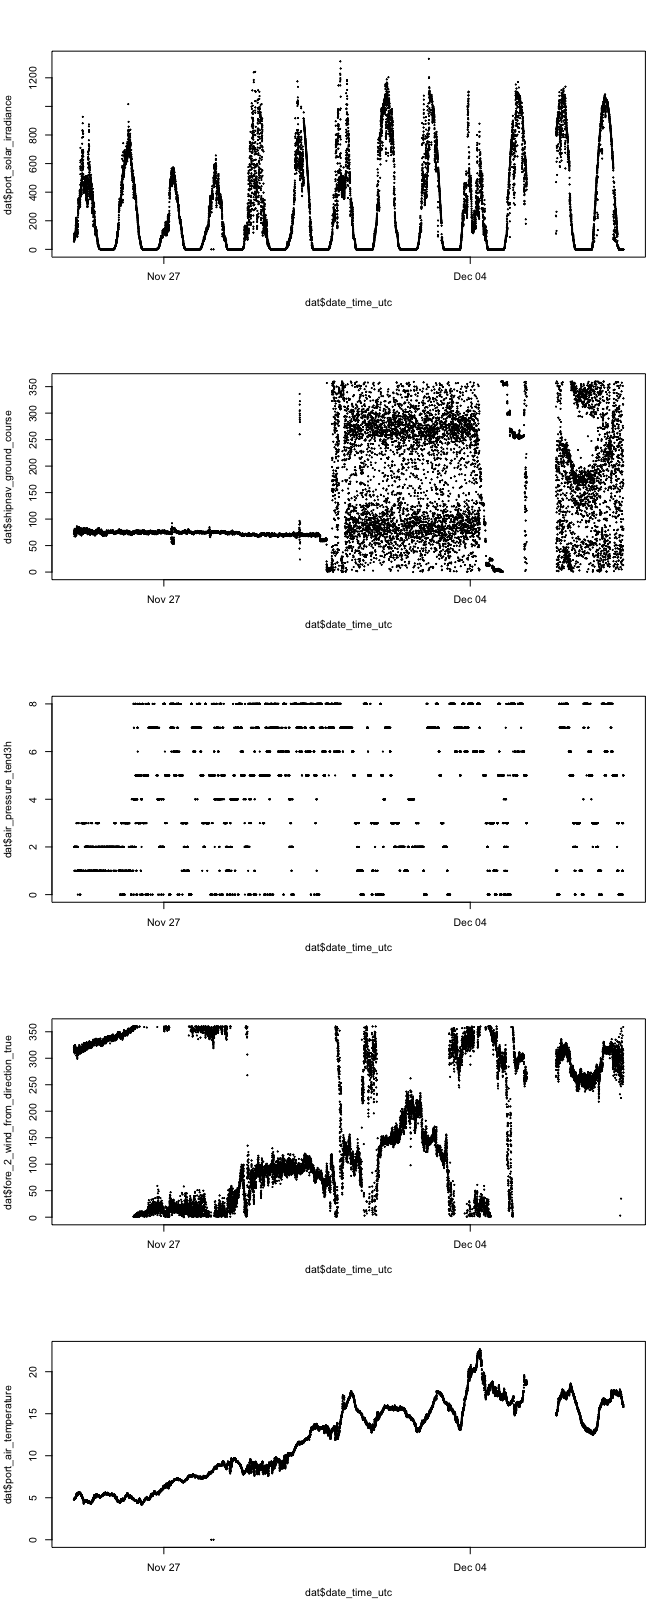 dat$port_solar_irradiance
0 200 400 600 800 1200
Nov 27 Dec 04
dat$date_time_utc
dat$shipnav_ground_course
0 50 100 150 200 250 300 350
Nov 27 Dec 04
dat$date_time_utc
dat$air_pressure_tend3h
0 2 4 6 8
Nov 27 Dec 04
dat$date_time_utc
dat$fore_2_wind_from_direction_true
0 50 100 150 200 250 300 350
Nov 27 Dec 04
dat$date_time_utc
dat$port_air_temperature
0 5 10 15 20
Nov 27 Dec 04
dat$date_time_utc